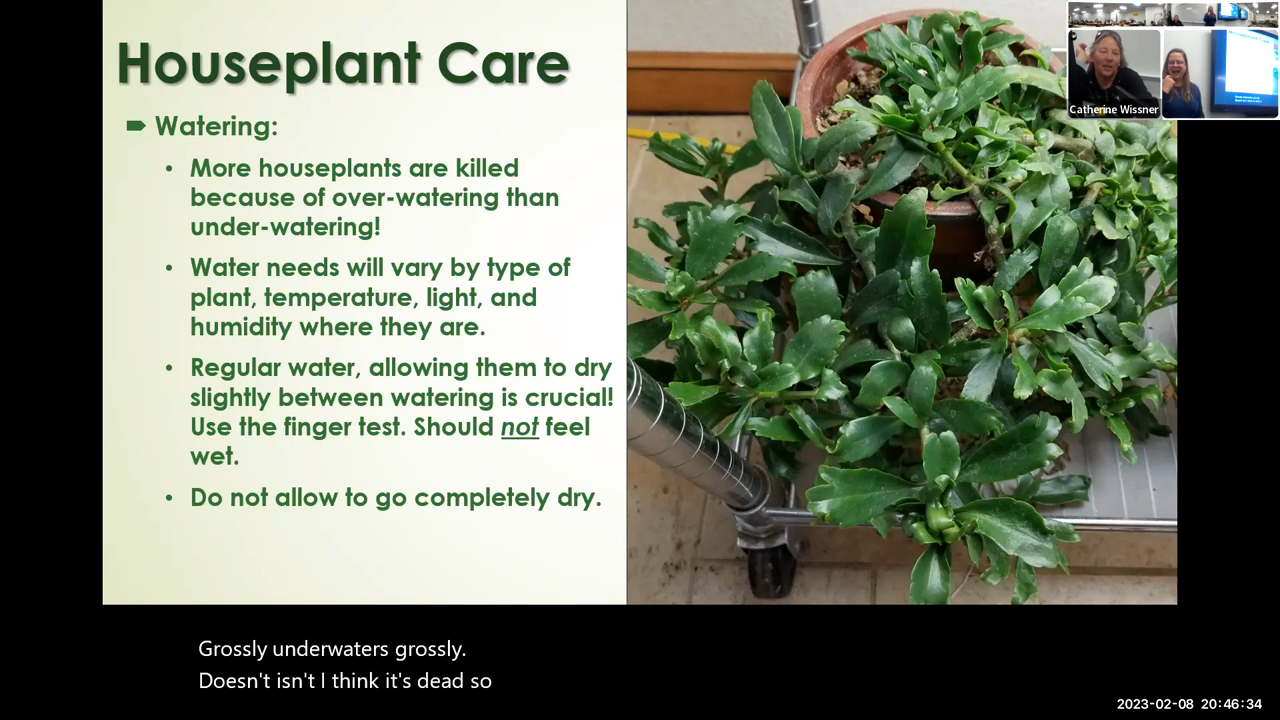 Houseplant Care
Watering:
• More houseplants are killed
because of over-watering than
under-watering!
• Water needs will vary by type of
plant, temperature, light, and
humidity where they are.
• Regular water, allowing them to dry
slightly between watering is crucial!
Use the finger test. Should not feel
wet.
• Do not allow to go completely dry.
Catherine Wissner
Grossly underwaters grossly.
Doesn't isn't I think it's dead so
2023-02-08 20:46:34